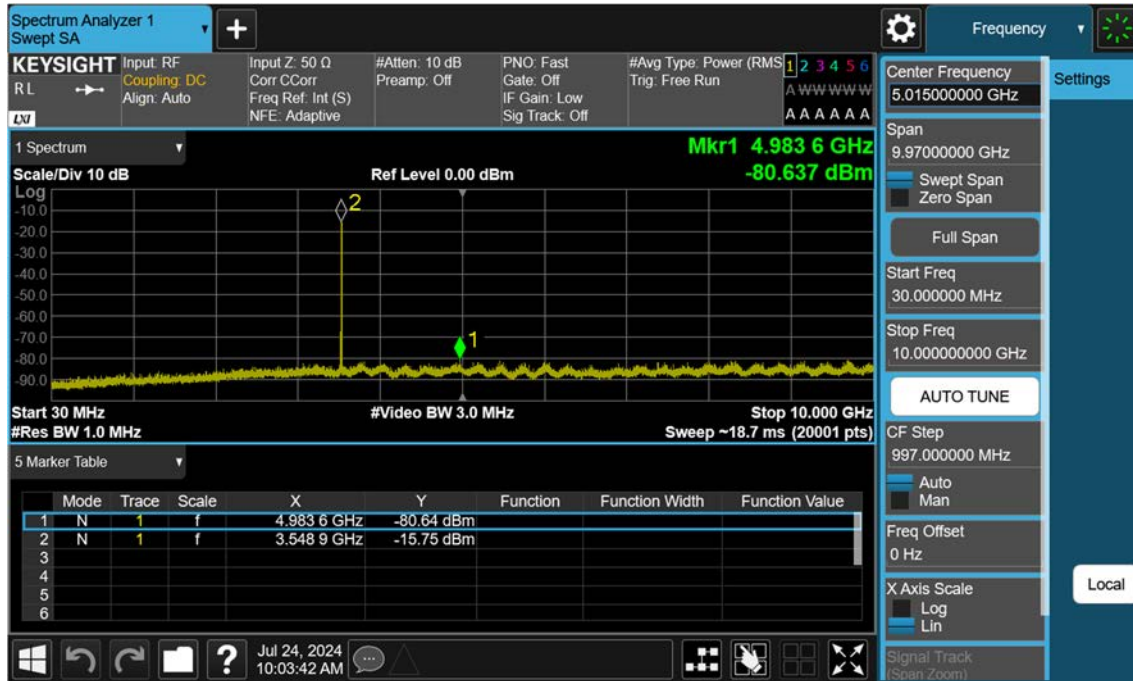 Spectrum Analyzer 1
Swept SA
+
Frequency
KEYSIGHT
RL
LXI
Input: RF
Coupling: DC
Align: Auto
Input Z: 50 Ω
Corr CCorr
Freq Ref: Int (S)
NFE: Adaptive
#Atten: 10 dB
Preamp: Off
PNO: Fast
Gate: Off
IF Gain: Low
Sig Track: Off
#Avg Type: Power (RMS
Trig: Free Run
1 2 3 4 5 6
A W W W W W
A A A A A A
1 Spectrum
Scale/Div 10 dB
Ref Level 0.00 dBm
Mkr1 4.983 6 GHz
-80.637 dBm
Log
-10.0
-20.0
-30.0
-40.0
-50.0
-60.0
-70.0
-80.0
-90.0
2
1
Start 30 MHz
#Video BW 3.0 MHz
Stop 10.000 GHz
#Res BW 1.0 MHz
Sweep ~18.7 ms (20001 pts)
5 Marker Table
Mode Trace Scale X Y Function Function Width Function Value
1 N 1 f 4.983 6 GHz -80.64 dBm
2 N 1 f 3.548 9 GHz -15.75 dBm
3
4
5
6
?
Jul 24, 2024
10:03:42 AM
Center Frequency
5.015000000 GHz
Span
9.97000000 GHz
Swept Span
Zero Span
Full Span
Start Freq
30.000000 MHz
Stop Freq
10.000000000 GHz
AUTO TUNE
CF Step
997.000000 MHz
Auto
Man
Freq Offset
0 Hz
X Axis Scale
Log
Lin
Signal Track
(Span Zoom)
Settings
Local